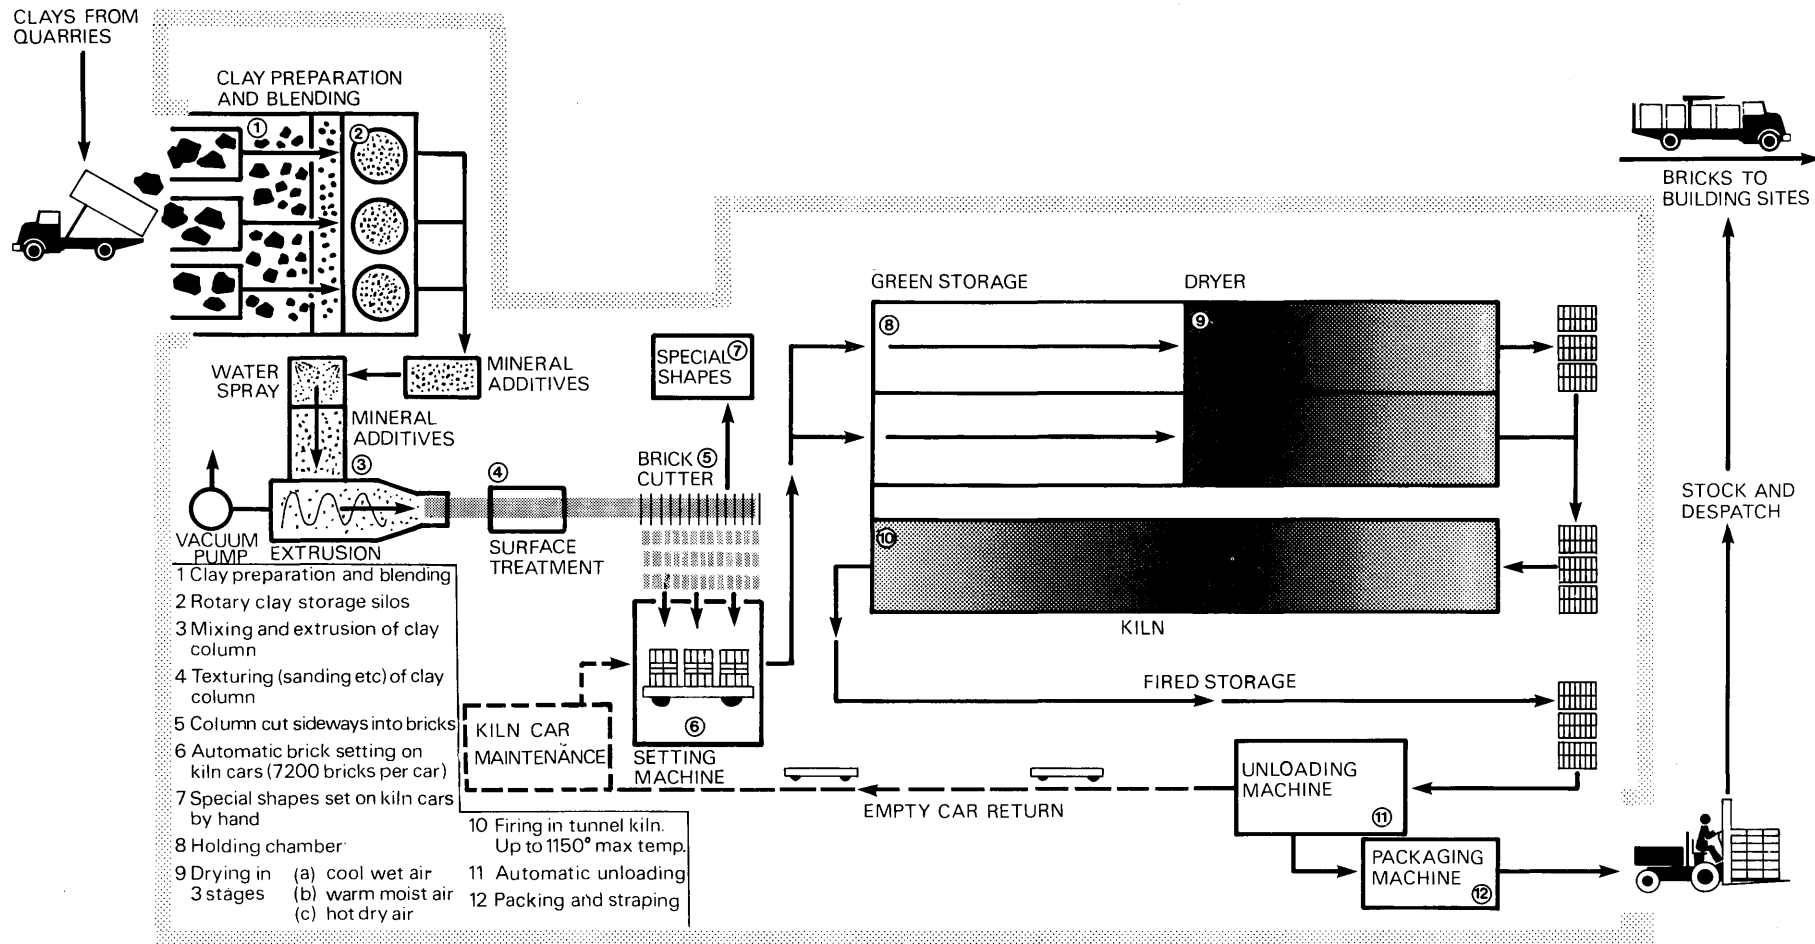 CLAYS FROM
QUARRIES
CLAY PREPARATION
AND BLENDING
1
2
BRICKS TO
BUILDING SITES
GREEN STORAGE
DRYER
8
9
SPECIAL 7
SHAPES
WATER
SPRAY
MINERAL
ADDITIVES
MINERAL
ADDITIVES
3
4
BRICK 5
CUTTER
STOCK AND
DESPATCH
VACUUM
PUMP
EXTRUSION
SURFACE
TREATMENT
10
KILN
FIRED STORAGE
KILN CAR
MAINTENANCE
6
SETTING
MACHINE
EMPTY CAR RETURN
UNLOADING
MACHINE
11
PACKAGING
MACHINE
12
1 Clay preparation and blending
2 Rotary clay storage silos
3 Mixing and extrusion of clay
column
4 Texturing (sanding etc) of clay
column
5 Column cut sideways into bricks
6 Automatic brick setting on
kiln cars (7200 bricks per car)
7 Special shapes set on kiln cars
by hand
8 Holding chamber
9 Drying in (a) cool wet air
3 stages (b) warm moist air
(c) hot dry air
10 Firing in tunnel kiln.
Up to 1150° max temp.
11 Automatic unloading
12 Packing and straping